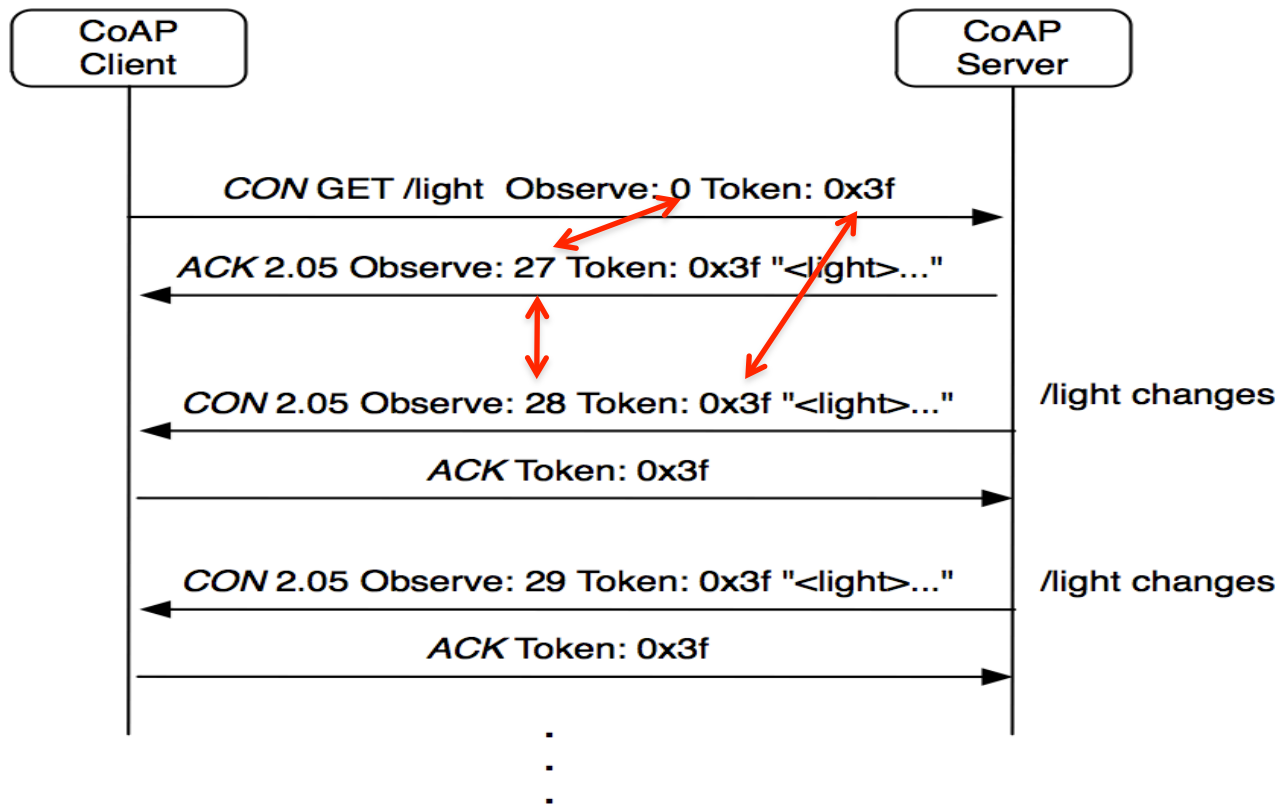 CoAP
Client
CoAP
Server
CON GET /light  Observe: 0 Token: 0x3f
ACK 2.05 Observe: 27 Token: 0x3f "<light>..."
CON 2.05 Observe: 28 Token: 0x3f "<light>..."
/light changes
ACK Token: 0x3f
CON 2.05 Observe: 29 Token: 0x3f "<light>..."
/light changes
ACK Token: 0x3f
.
.
.